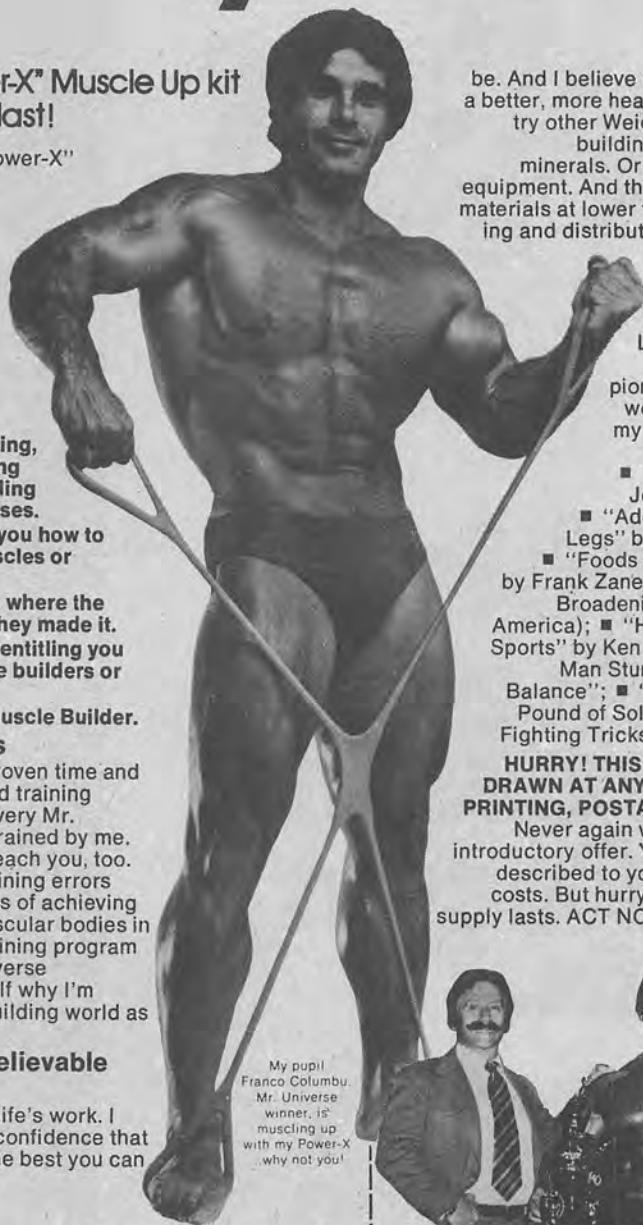 r-X" Muscle Up kit
last!
ower-X"
ing,
ng
ling
ses.
you how to
scles or
where the
hey made it.
entitling you
e builders or
uscle Builder.
s
oven time and
d training
very Mr.
rained by me.
each you, too.
ining errors
s of achieving
scular bodies in
ining program
verse
lf why I'm
uilding world as
elievable
ife's work. I
confidence that
he best you can
My pupil
Franco Columbu.
Mr. Universe
winner, is
muscling up
with my Power-X
...why not you!
be. And I believe
a better, more hea
try other Weid
building
minerals. Or
equipment. And th
materials at lower
ing and distribut
L
pion
we
my
■
Jo
■ "Ad
Legs" b
■ "Foods
by Frank Zane
Broadeni
America); ■ "H
Sports" by Ken
Man Stun
Balance"; ■ "
Pound of Sol
Fighting Tricks
HURRY! THIS
DRAWN AT ANY
PRINTING, POSTA
Never again w
introductory offer. Y
described to yo
costs. But hurry
supply lasts. ACT NO